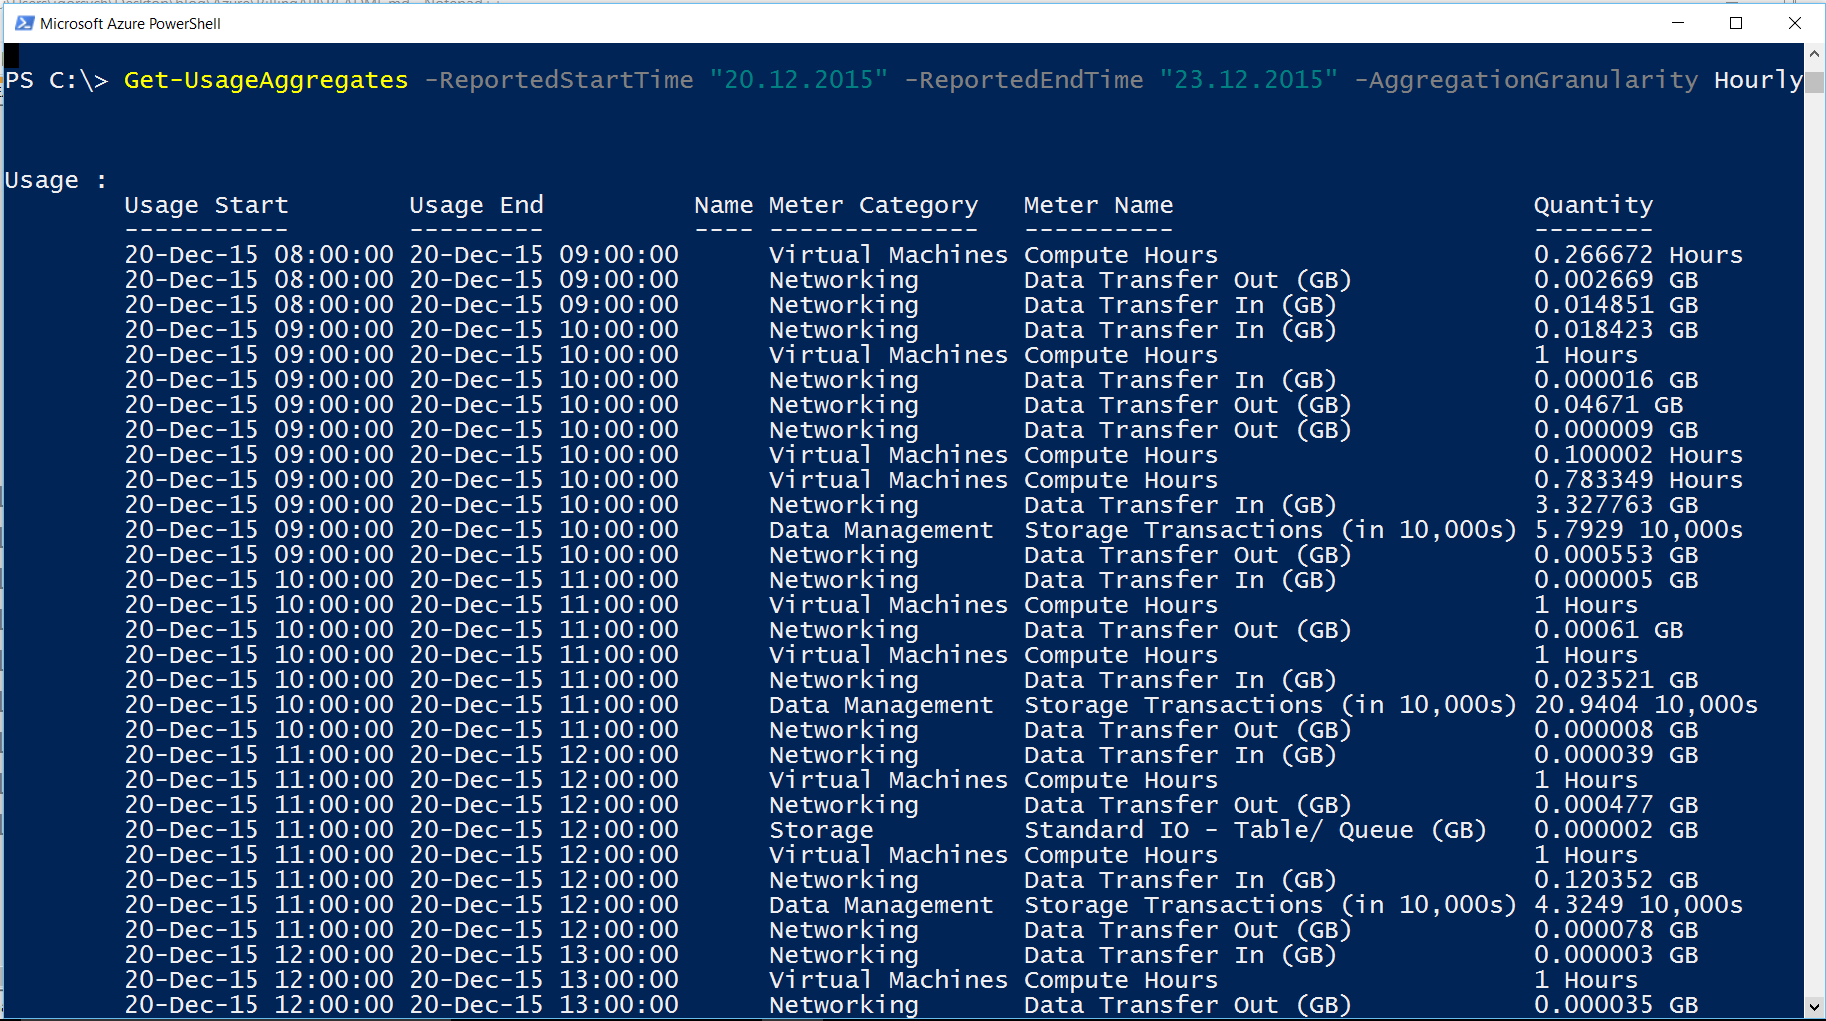 Microsoft Azure PowerShell
PS C:\> Get-UsageAggregates -ReportedStartTime "20.12.2015" -ReportedEndTime "23.12.2015" -AggregationGranularity Hourly
Usage :
Usage Start Usage End Name Meter Category Meter Name Quantity
----------- --------- ---- -------------- ---------- --------
20-Dec-15 08:00:00 20-Dec-15 09:00:00 Virtual Machines Compute Hours 0.266672 Hours
20-Dec-15 08:00:00 20-Dec-15 09:00:00 Networking Data Transfer Out (GB) 0.002669 GB
20-Dec-15 08:00:00 20-Dec-15 09:00:00 Networking Data Transfer In (GB) 0.014851 GB
20-Dec-15 09:00:00 20-Dec-15 10:00:00 Networking Data Transfer In (GB) 0.018423 GB
20-Dec-15 09:00:00 20-Dec-15 10:00:00 Virtual Machines Compute Hours 1 Hours
20-Dec-15 09:00:00 20-Dec-15 10:00:00 Networking Data Transfer In (GB) 0.000016 GB
20-Dec-15 09:00:00 20-Dec-15 10:00:00 Networking Data Transfer Out (GB) 0.04671 GB
20-Dec-15 09:00:00 20-Dec-15 10:00:00 Networking Data Transfer Out (GB) 0.000009 GB
20-Dec-15 09:00:00 20-Dec-15 10:00:00 Virtual Machines Compute Hours 0.100002 Hours
20-Dec-15 09:00:00 20-Dec-15 10:00:00 Virtual Machines Compute Hours 0.783349 Hours
20-Dec-15 09:00:00 20-Dec-15 10:00:00 Networking Data Transfer In (GB) 3.327763 GB
20-Dec-15 09:00:00 20-Dec-15 10:00:00 Data Management Storage Transactions (in 10,000s) 5.7929 10,000s
20-Dec-15 09:00:00 20-Dec-15 10:00:00 Networking Data Transfer Out (GB) 0.000553 GB
20-Dec-15 10:00:00 20-Dec-15 11:00:00 Networking Data Transfer In (GB) 0.000005 GB
20-Dec-15 10:00:00 20-Dec-15 11:00:00 Virtual Machines Compute Hours 1 Hours
20-Dec-15 10:00:00 20-Dec-15 11:00:00 Networking Data Transfer Out (GB) 0.00061 GB
20-Dec-15 10:00:00 20-Dec-15 11:00:00 Virtual Machines Compute Hours 1 Hours
20-Dec-15 10:00:00 20-Dec-15 11:00:00 Networking Data Transfer In (GB) 0.023521 GB
20-Dec-15 10:00:00 20-Dec-15 11:00:00 Data Management Storage Transactions (in 10,000s) 20.9404 10,000s
20-Dec-15 10:00:00 20-Dec-15 11:00:00 Networking Data Transfer Out (GB) 0.000008 GB
20-Dec-15 11:00:00 20-Dec-15 12:00:00 Networking Data Transfer In (GB) 0.000039 GB
20-Dec-15 11:00:00 20-Dec-15 12:00:00 Virtual Machines Compute Hours 1 Hours
20-Dec-15 11:00:00 20-Dec-15 12:00:00 Networking Data Transfer Out (GB) 0.000477 GB
20-Dec-15 11:00:00 20-Dec-15 12:00:00 Storage Standard IO - Table/ Queue (GB) 0.000002 GB
20-Dec-15 11:00:00 20-Dec-15 12:00:00 Virtual Machines Compute Hours 1 Hours
20-Dec-15 11:00:00 20-Dec-15 12:00:00 Networking Data Transfer In (GB) 0.120352 GB
20-Dec-15 11:00:00 20-Dec-15 12:00:00 Data Management Storage Transactions (in 10,000s) 4.3249 10,000s
20-Dec-15 11:00:00 20-Dec-15 12:00:00 Networking Data Transfer Out (GB) 0.000078 GB
20-Dec-15 12:00:00 20-Dec-15 13:00:00 Networking Data Transfer In (GB) 0.000003 GB
20-Dec-15 12:00:00 20-Dec-15 13:00:00 Virtual Machines Compute Hours 1 Hours
20-Dec-15 12:00:00 20-Dec-15 13:00:00 Networking Data Transfer Out (GB) 0.000035 GB